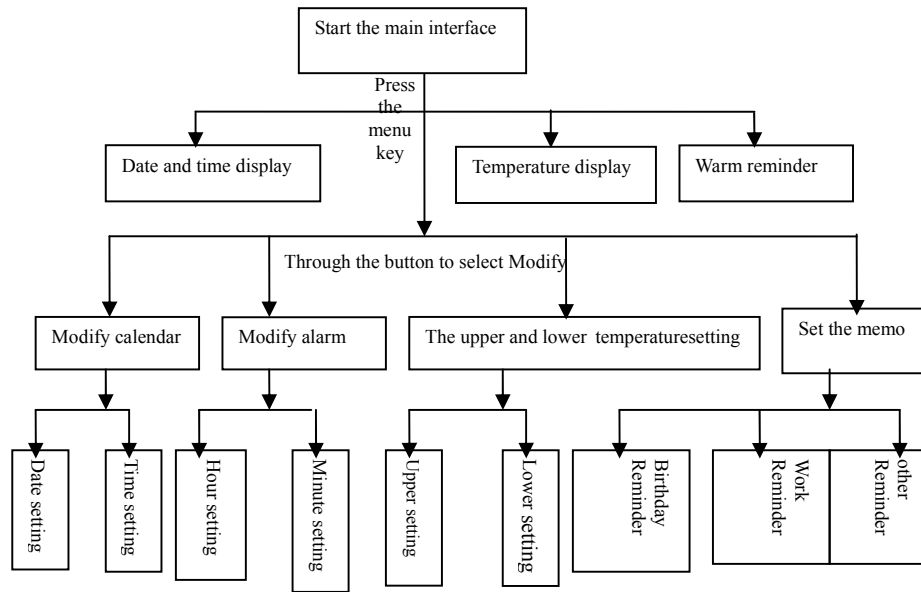 Start the main interface
Press
the
menu
key
Date and time display
Temperature display
Warm reminder
Through the button to select Modify
Modify calendar
Modify alarm
The upper and lower temperaturesetting
Set the memo
Date setting
Time setting
Hour setting
Minute setting
Upper setting
Lower setting
Birthday
Reminder
Work
Reminder
other
Reminder